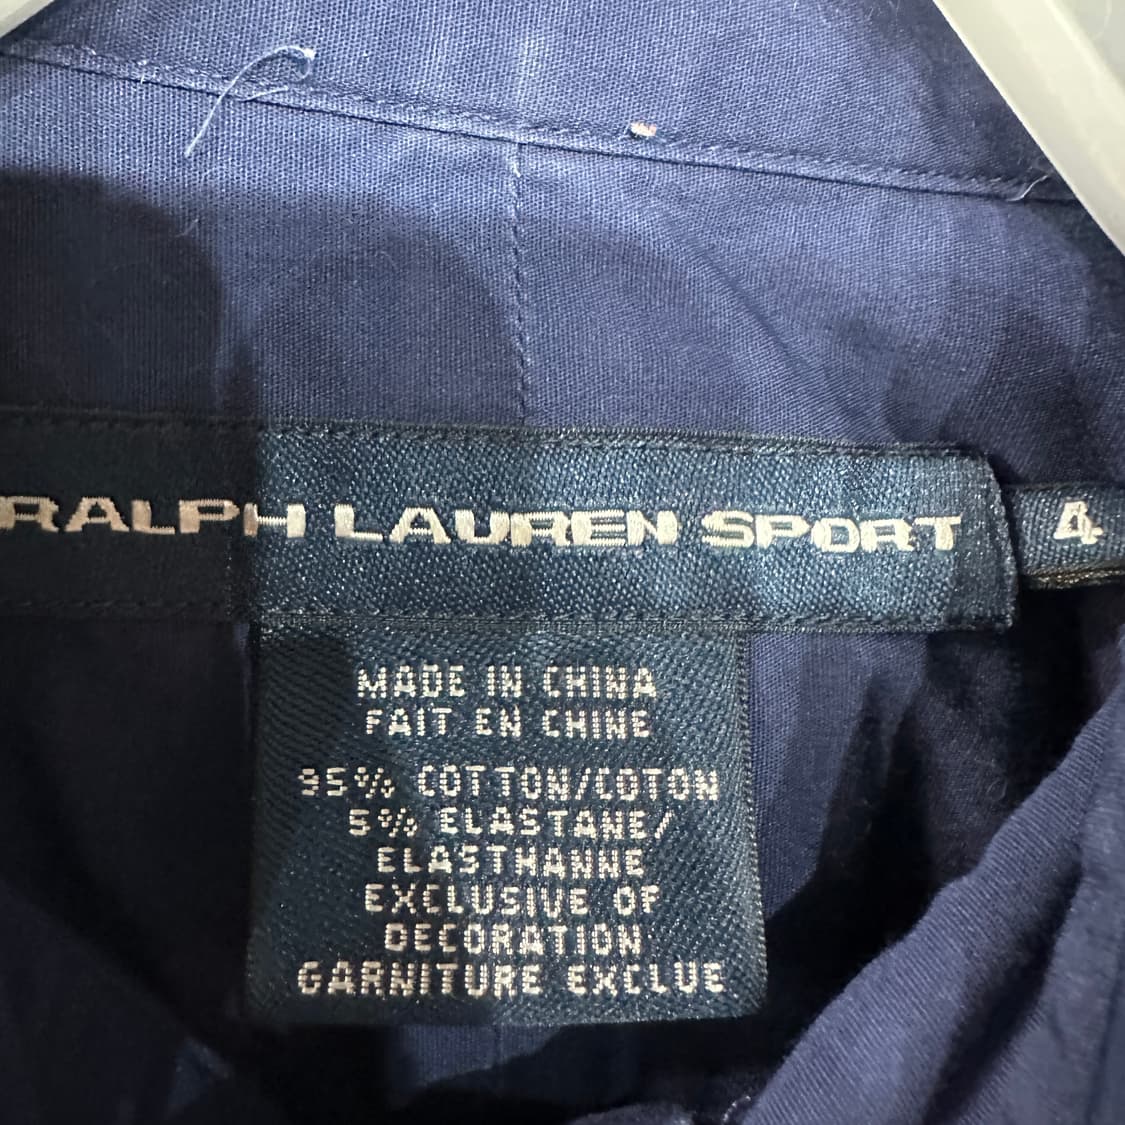 RALPH LAUREN SPORT
4
MADE IN CHINA
FAIT EN CHINE
95% COTTON/COTON
5% ELASTANE/
ELASTHANNE
EXCLUSIVE OF
DECORATION
GARNITURE EXCLUE